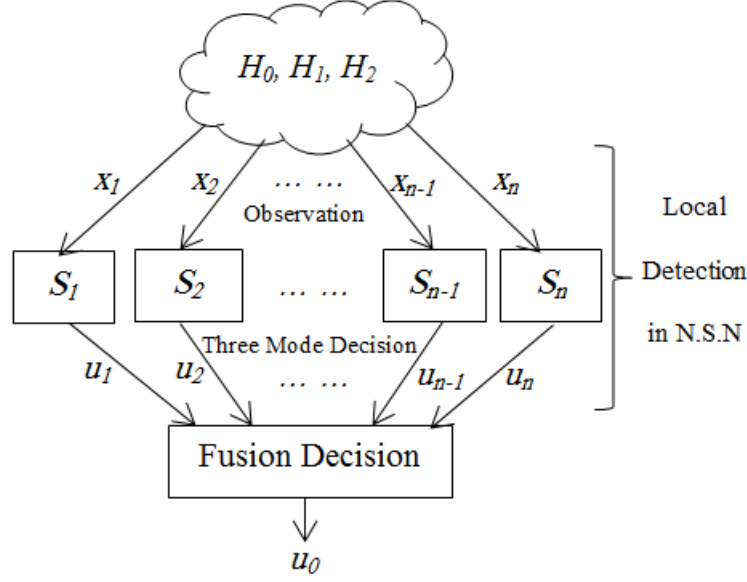 H0, H1, H2
x1 x2 ... ... xn-1 xn
Observation
Local
Detection
in N.S.N
S1 S2 ... ... Sn-1 Sn
Three Mode Decision
u1 u2 ... ... un-1 un
Fusion Decision
u0